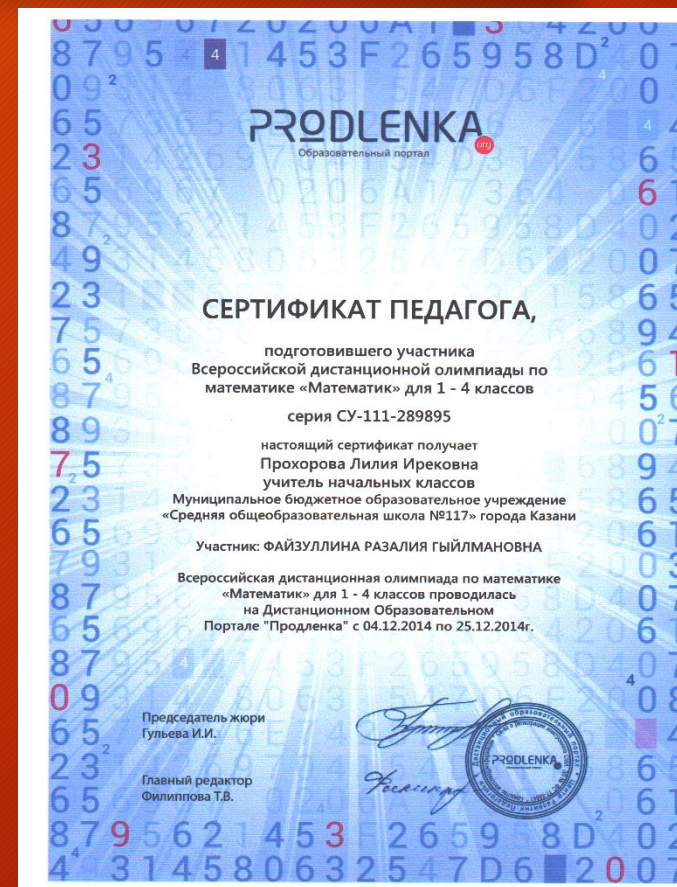 PRODLENKA
org
Образовательный портал
СЕРТИФИКАТ ПЕДАГОГА,
подготовившего участника
Всероссийской дистанционной олимпиады по
математике «Математик» для 1 - 4 классов
серия СУ-111-289895
настоящий сертификат получает
Прохорова Лилия Ирековна
учитель начальных классов
Муниципальное бюджетное образовательное учреждение
«Средняя общеобразовательная школа №117» города Казани
Участник: ФАЙЗУЛЛИНА РАЗАЛИЯ ГЫЙЛМАНОВНА
Всероссийская дистанционная олимпиада по математике
«Математик» для 1 - 4 классов проводилась
на Дистанционном Образовательном
Портале "Продленка" с 04.12.2014 по 25.12.2014г.
Председатель жюри
Гульева И.И.
Главный редактор
Филиппова Т.В.
PRODLENKA